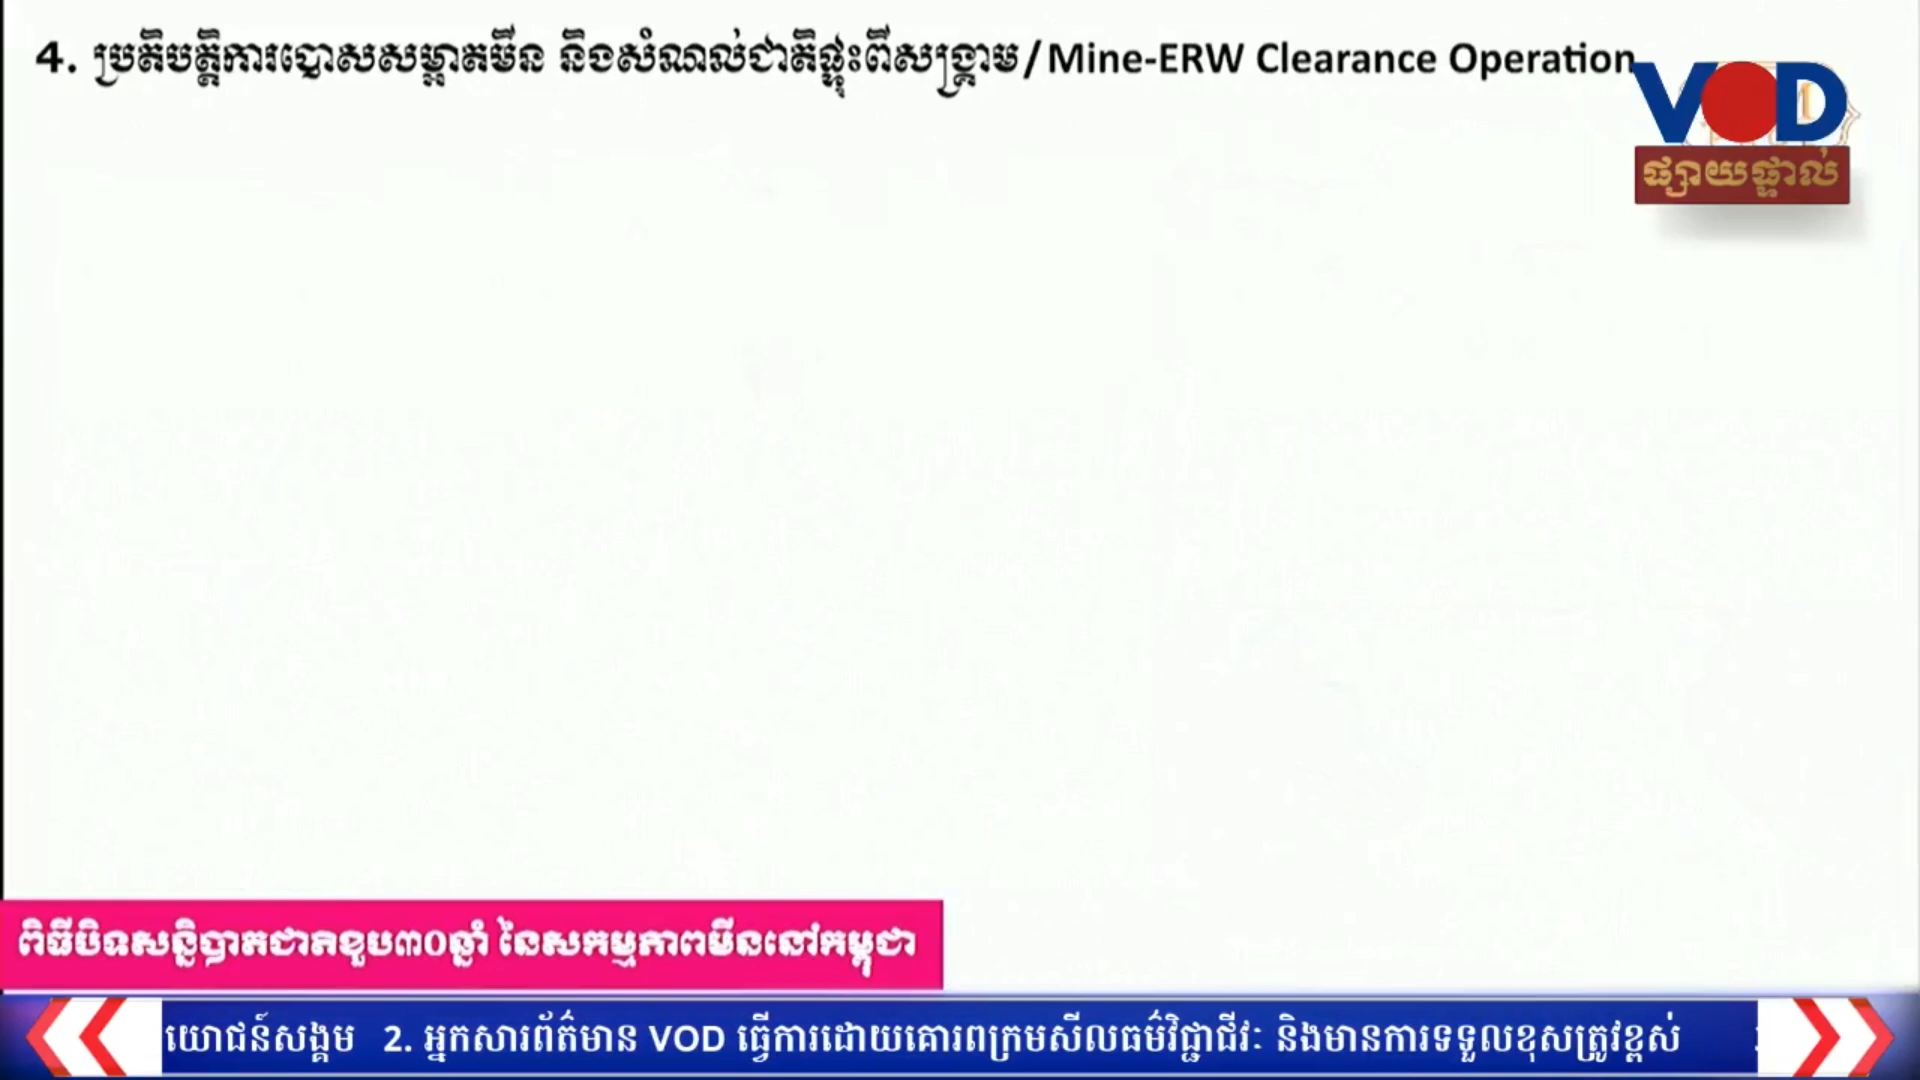 4. ប្រតិបត្តិការបោសសម្អាតមីន និងសំណល់ជាតិផ្ទុះពីសង្គ្រាម/Mine-ERW Clearance Operation
VOD
ផ្សាយផ្ទាល់
ពិធីបិទសន្និបាតជាតិខួប៣០ឆ្នាំ នៃសកម្មភាពមីននៅកម្ពុជា
យោជន៍សង្គម 2. អ្នកសារព័ត៌មាន VOD ធ្វើការដោយគោរពក្រមសីលធម៌វិជ្ជាជីវៈ និងមានការទទួលខុសត្រូវខ្ពស់